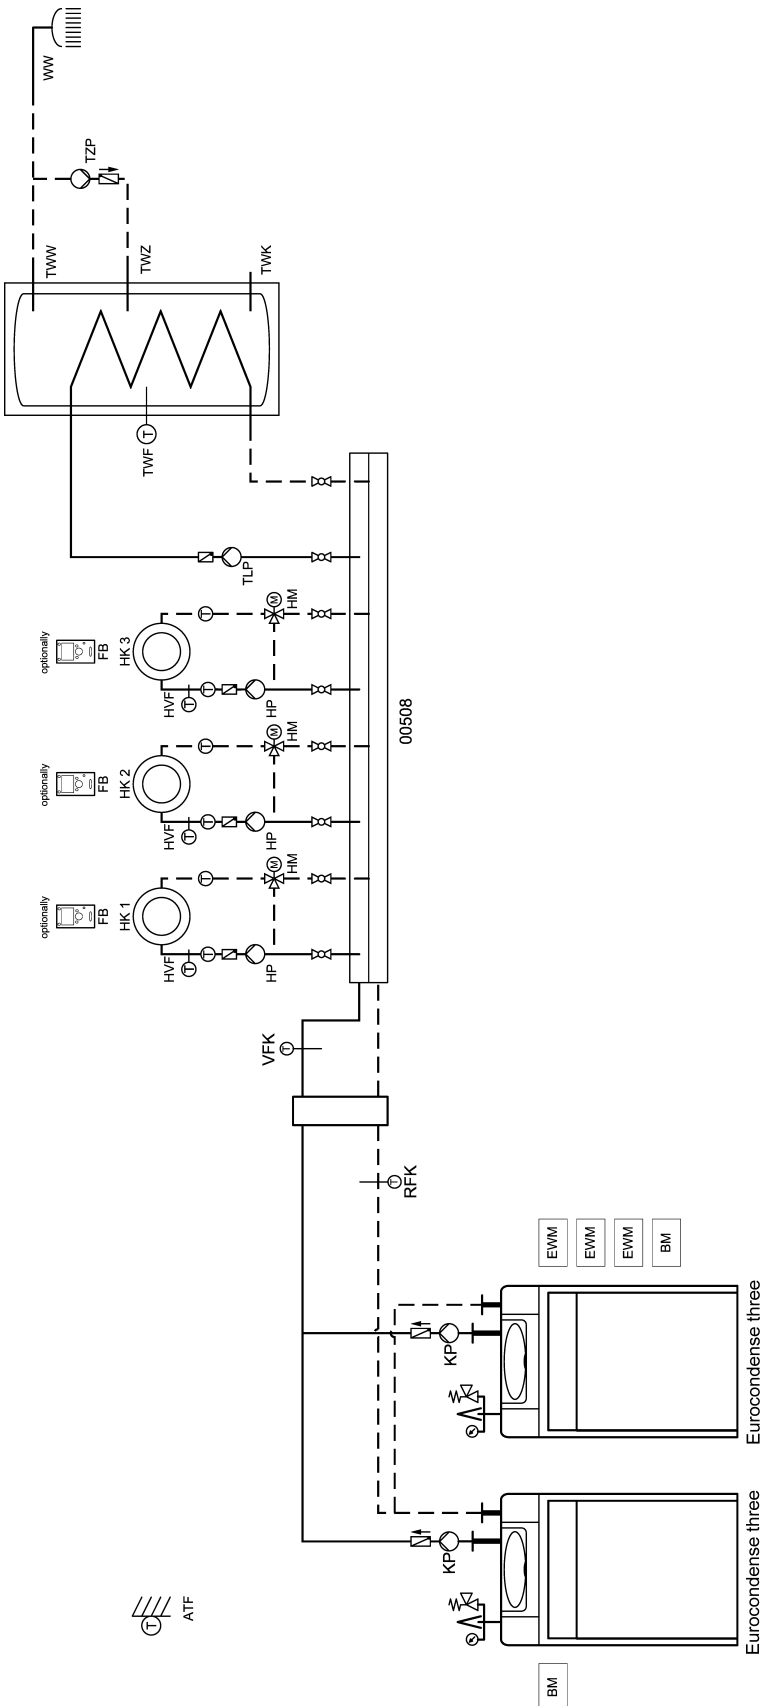 WW
TZP
TWW
TWZ
TWK
TWF
T
TLP
optionally
FB
HK 3
HVF
T
T
T
HP
M
HM
optionally
FB
HK 2
HVF
T
T
T
HP
M
HM
optionally
FB
HK 1
HVF
T
T
T
HP
M
HM
00508
VFK
T
RFK
T
EWM
EWM
EWM
BM
KP
Eurocondense three
KP
Eurocondense three
BM
ATF
T